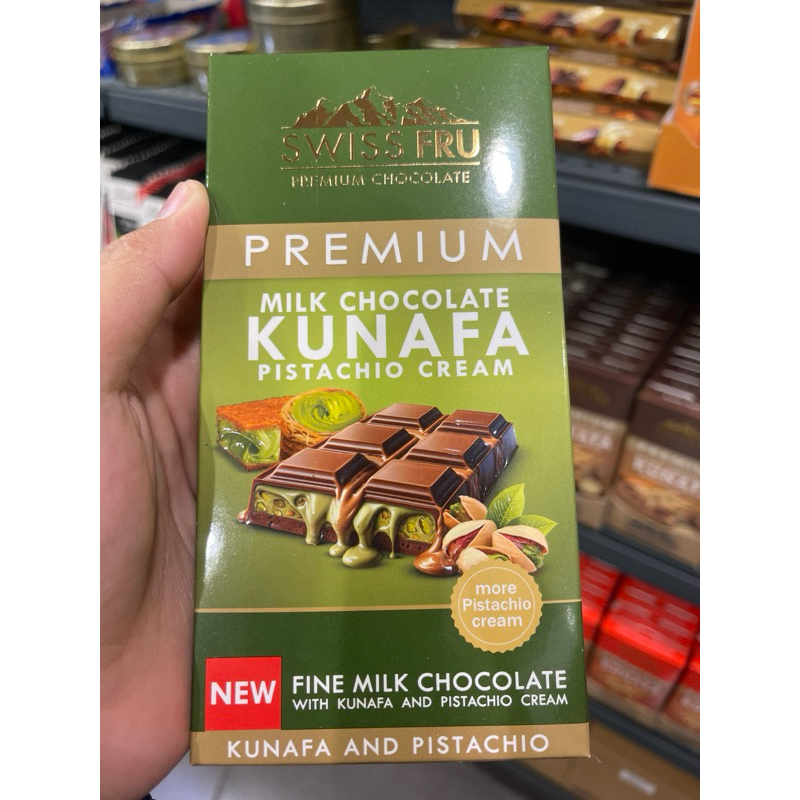 SWISS FRU
PREMIUM CHOCOLATE
PREMIUM
MILK CHOCOLATE
KUNAFA
PISTACHIO CREAM
more
Pistachio
cream
NEW
FINE MILK CHOCOLATE
WITH KUNAFA AND PISTACHIO CREAM
KUNAFA AND PISTACHIO